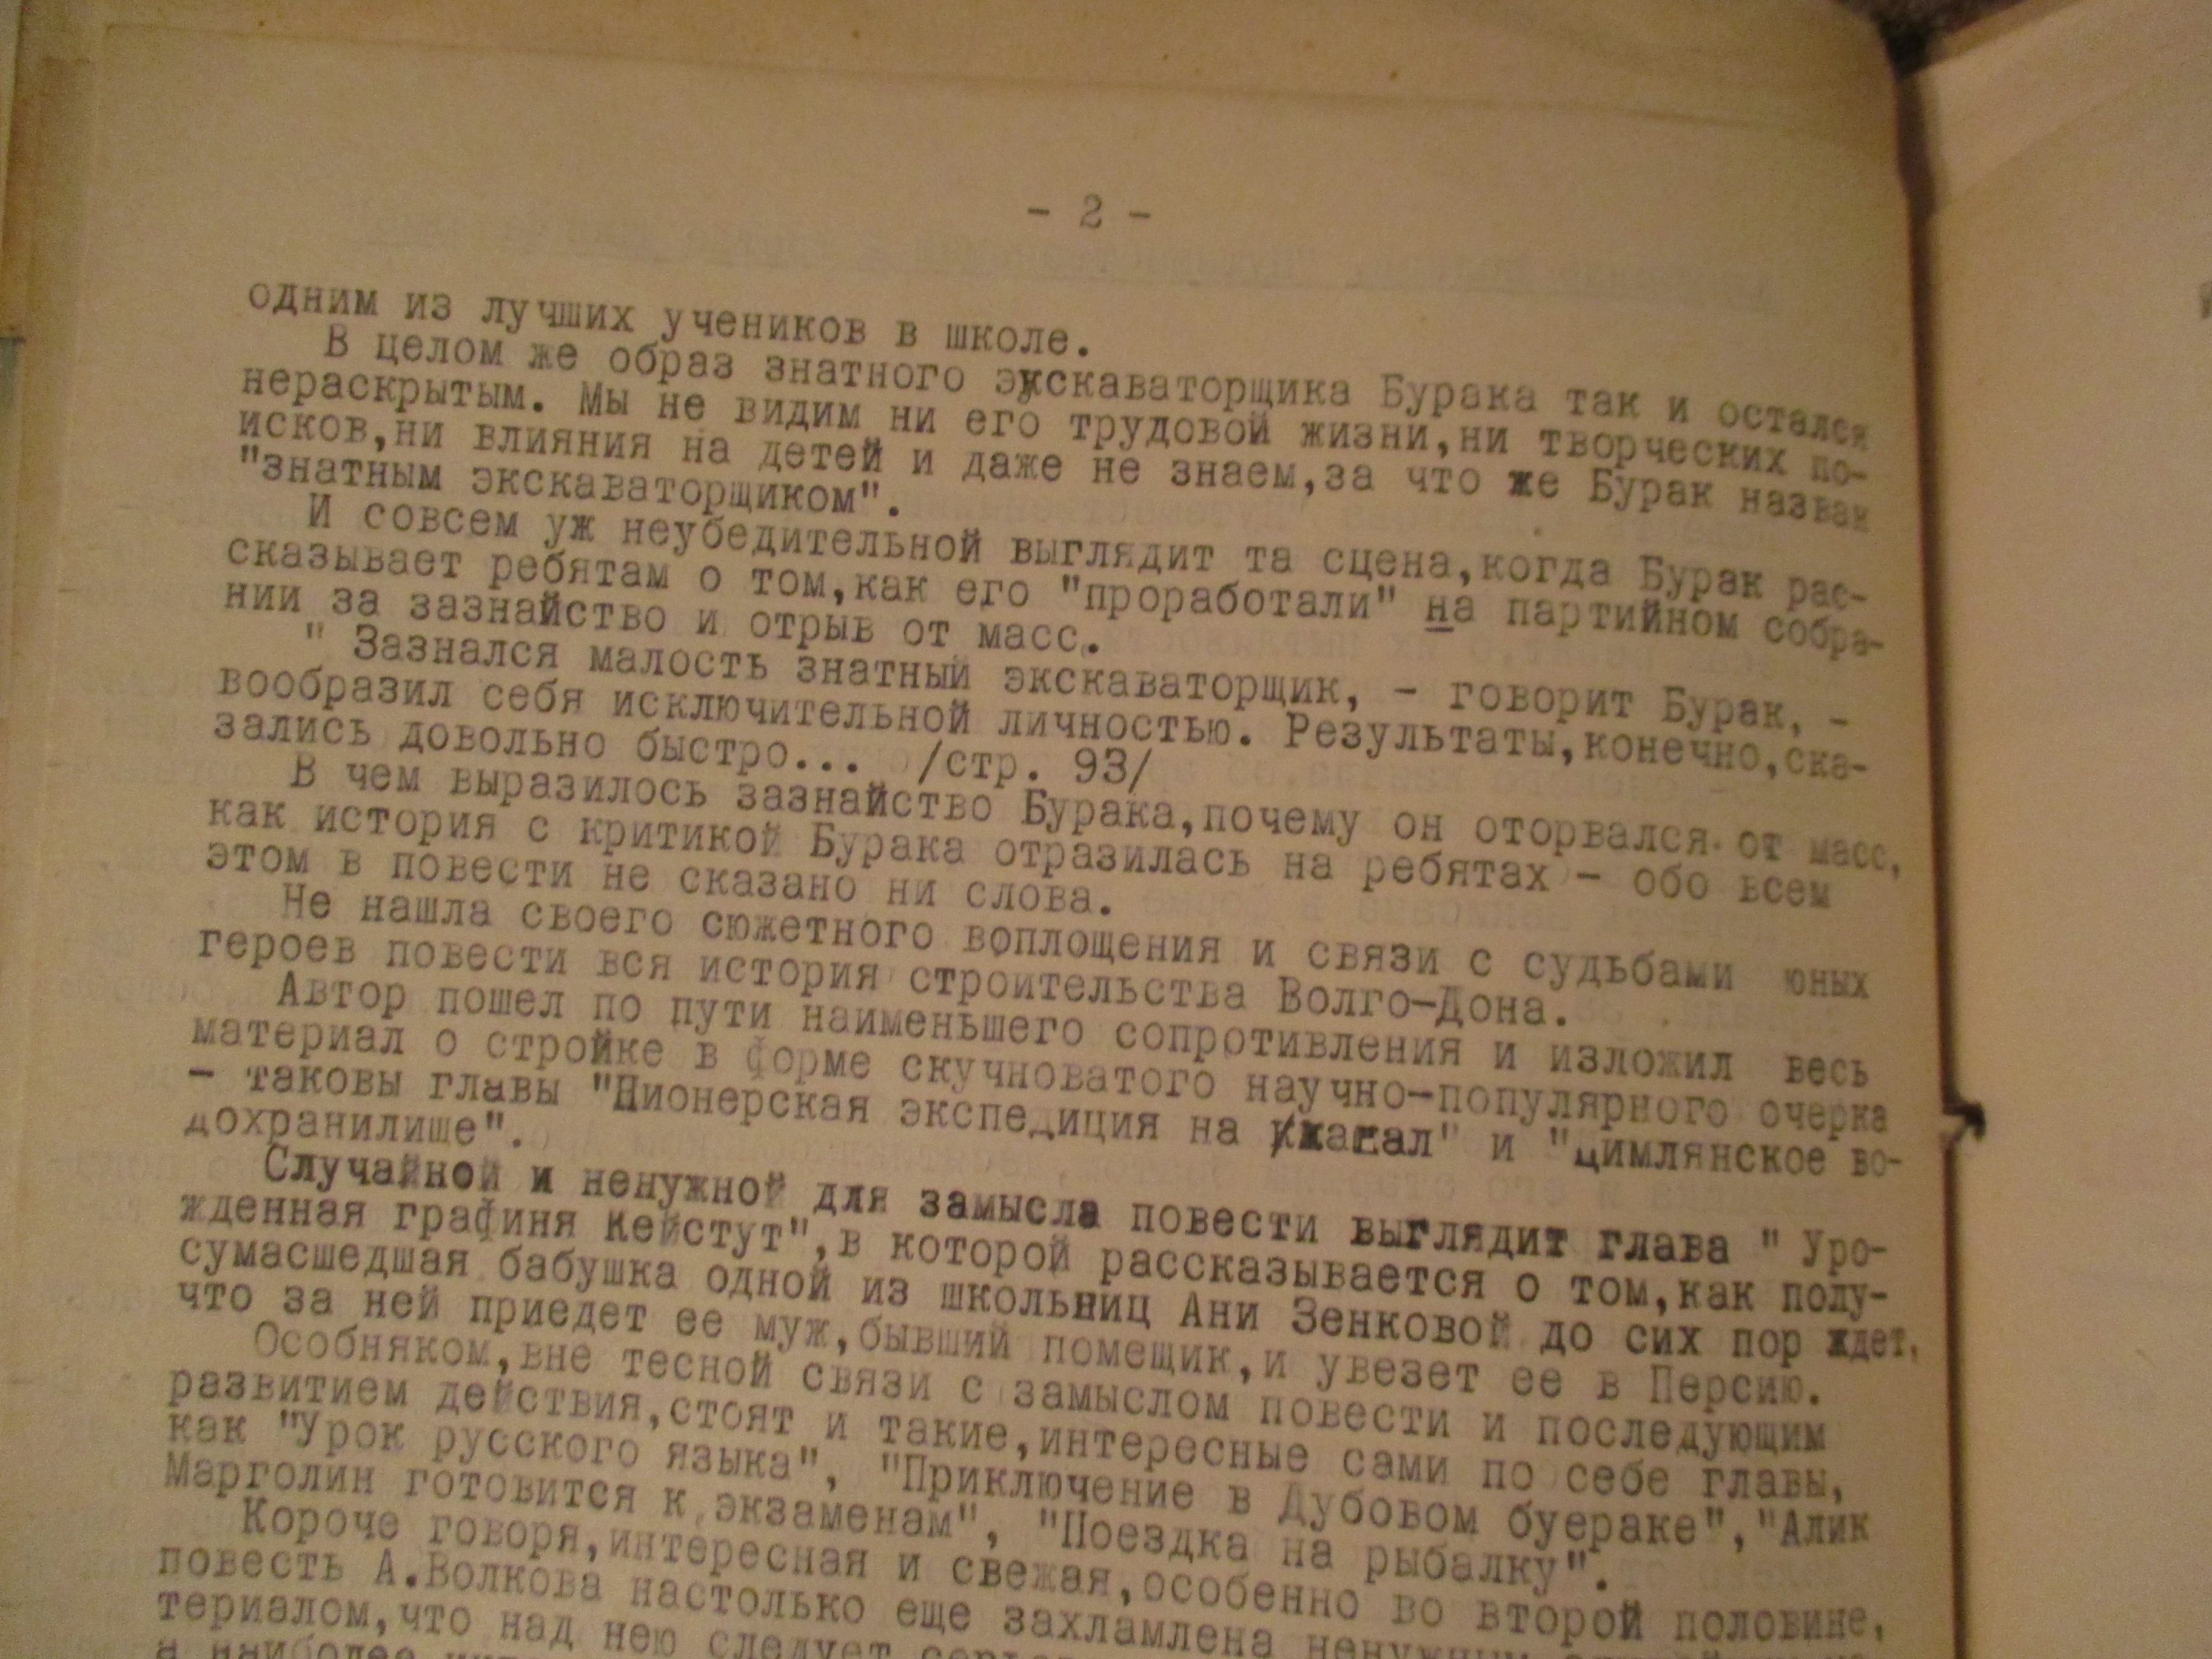 - 2 -
одним из лучших учеников в школе.
В целом же образ знатного экскаваторщика Бурака так и остался
нераскрытым. Мы не видим ни его трудовой жизни,ни творческих по-
исков,ни влияния на детей и даже не знаем,за что же Бурак назван
"знатным экскаваторщиком".
И совсем уж неубедительной выглядит та сцена,когда Бурак рас-
сказывает ребятам о том,как его "проработали" на партийном собра-
нии за зазнайство и отрыв от масс.
" Зазнался малость знатный экскаваторщик, - говорит Бурак, -
вообразил себя исключительной личностью. Результаты,конечно,ска-
зались довольно быстро... /стр. 93/
В чем выразилось зазнайство Бурака,почему он оторвался от масс,
как история с критикой Бурака отразилась на ребятах - обо всем
этом в повести не сказано ни слова.
Не нашла своего сюжетного воплощения и связи с судьбами юных
героев повести вся история строительства Волго-Дона.
Автор пошел по пути наименьшего сопротивления и изложил весь
материал о стройке в форме скучноватого научно-популярного очерка
- таковы главы "Пионерская экспедиция на канал" и "Цимлянское во-
дохранилище".
Случайной и ненужной для замысла повести выглядит глава " Уро-
жденная графиня Кейстут",в которой рассказывается о том,как полу-
сумасшедшая бабушка одной из школьниц Ани Зенковой до сих пор ждет,
что за ней приедет ее муж,бывший помещик,и увезет ее в Персию.
Особняком,вне тесной связи с замыслом повести и последующим
развитием действия,стоят и такие,интересные сами по себе главы,
как "Урок русского языка", "Приключение в Дубовом буераке","Алик
Марголин готовится к экзаменам", "Поездка на рыбалку".
Короче говоря,интересная и свежая,особенно во второй половине,
повесть А.Волкова настолько еще захламлена ненужным
териалом,что над нею следует
а наиболее